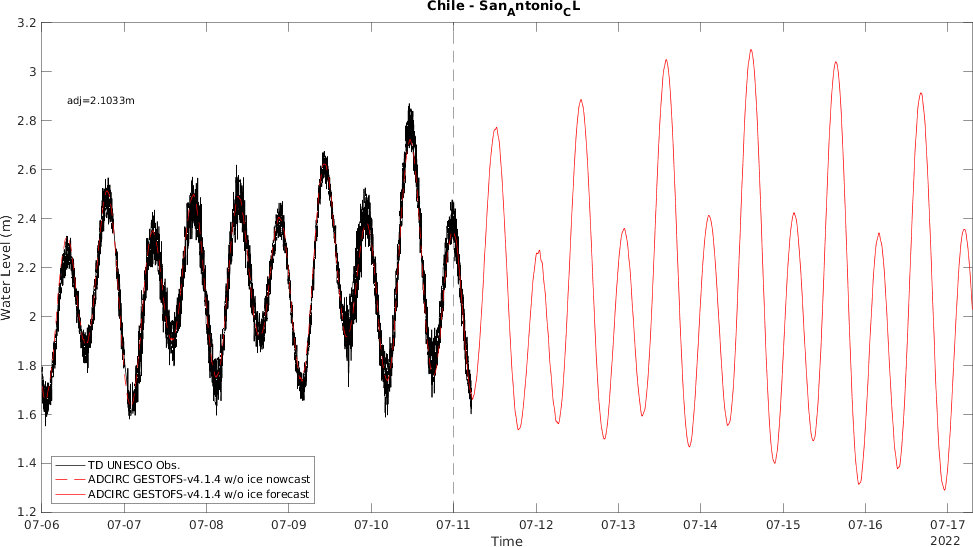 Chile - SanAntonioCL
3.2
3
2.8
2.6
2.4
2.2
2
1.8
1.6
1.4
1.2
Water Level (m)
adj=2.1033m
TD UNESCO Obs.
ADCIRC GESTOFS-v4.1.4 w/o ice nowcast
ADCIRC GESTOFS-v4.1.4 w/o ice forecast
07-06 07-07 07-08 07-09 07-10 07-11 07-12 07-13 07-14 07-15 07-16 07-17
Time
2022